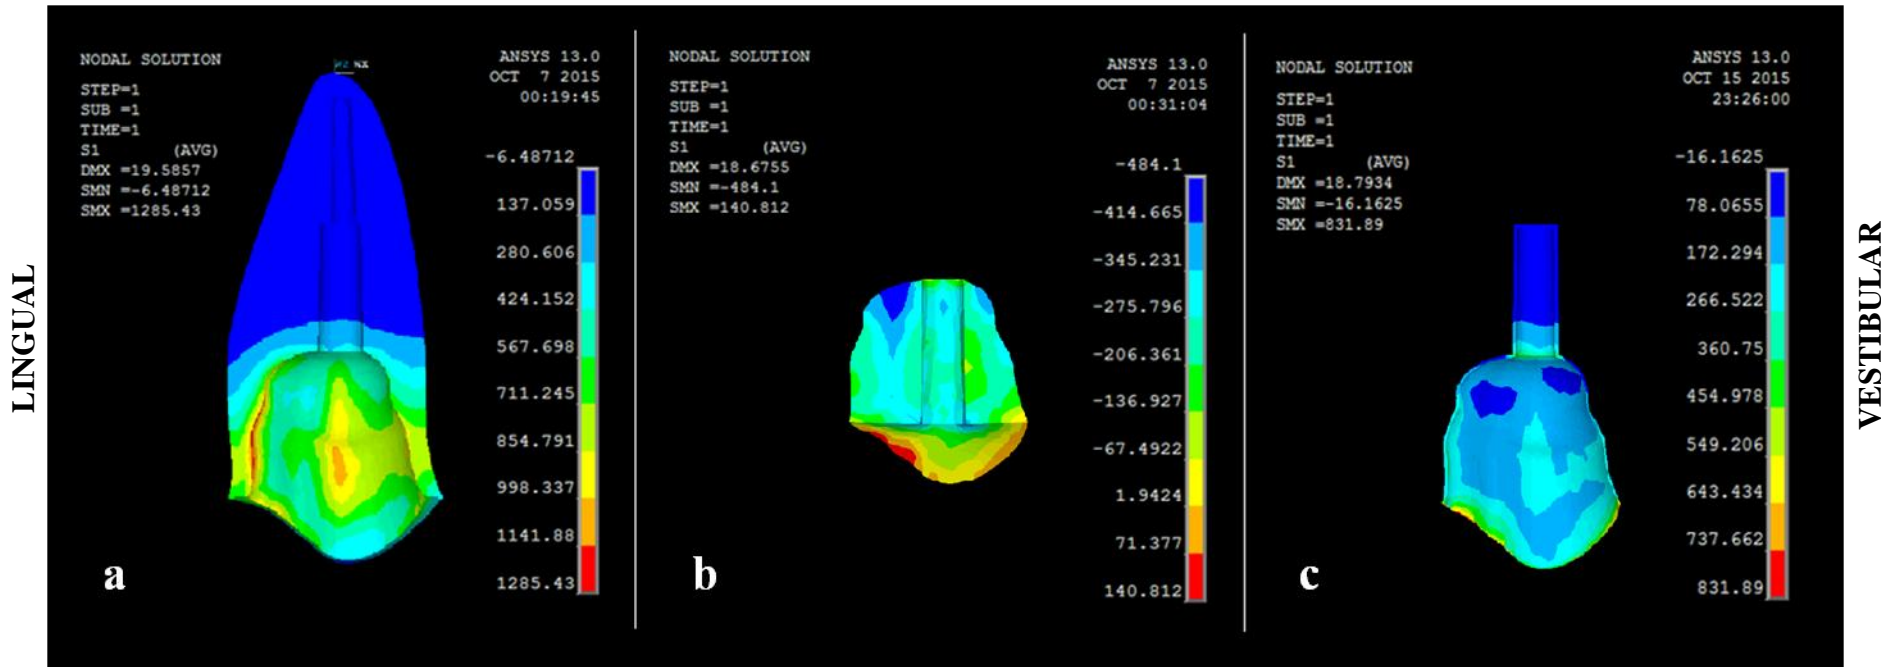 LINGUAL
NODAL SOLUTION
STEP=1
SUB =1
TIME=1
S1 (AVG)
DMX =19.5857
SMN =-6.48712
SMX =1285.43
MX
ANSYS 13.0
OCT 7 2015
00:19:45
-6.48712
137.059
280.606
424.152
567.698
711.245
854.791
998.337
1141.88
1285.43
a
NODAL SOLUTION
STEP=1
SUB =1
TIME=1
S1 (AVG)
DMX =18.6755
SMN =-484.1
SMX =140.812
ANSYS 13.0
OCT 7 2015
00:31:04
-484.1
-414.665
-345.231
-275.796
-206.361
-136.927
-67.4922
1.9424
71.377
140.812
b
NODAL SOLUTION
STEP=1
SUB =1
TIME=1
S1 (AVG)
DMX =18.7934
SMN =-16.1625
SMX =831.89
ANSYS 13.0
OCT 15 2015
23:26:00
-16.1625
78.0655
172.294
266.522
360.75
454.978
549.206
643.434
737.662
831.89
c
VESTIBULAR